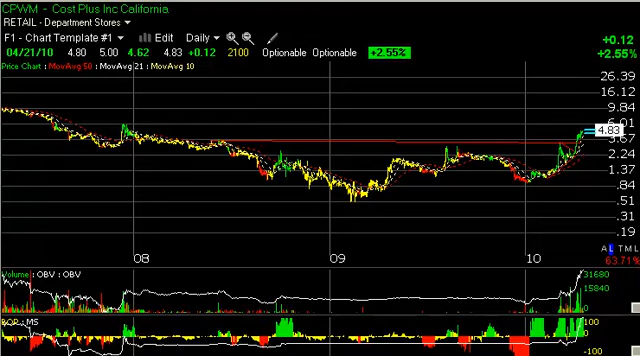 CPWM - Cost Plus Inc California
RETAIL - Department Stores
F1 - Chart Template #1 Edit Daily
+0.12
04/21/10 4.80 5.00 4.62 4.83 +0.12 2100 Optionable Optionable +2.55%
+2.55%
Price Chart : MovAvg 50 : MovAvg 21 : MovAvg 10
26.39
16.12
9.84
6.01
4.83
3.67
2.24
1.37
.84
.51
.31
.19
A L T M L
08 09 10 63.71%
Volume : OBV : OBV
31680
15840
BOP : MS
100
0
-100